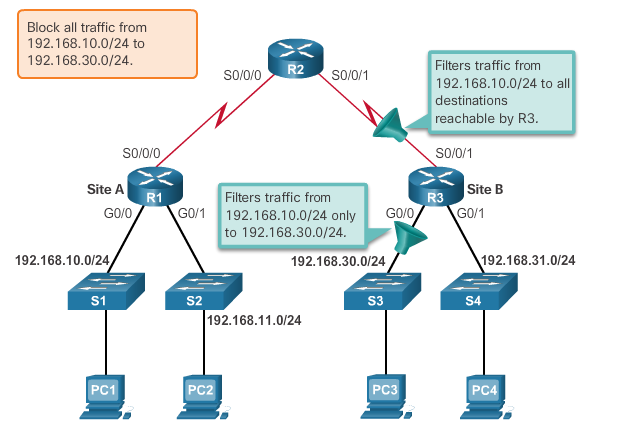 Block all traffic from
192.168.10.0/24 to
192.168.30.0/24.
R2
S0/0/0
S0/0/1
Filters traffic from
192.168.10.0/24 to all
destinations
reachable by R3.
S0/0/0
S0/0/1
Site A
R1
R3
Site B
G0/0
G0/1
Filters traffic from
192.168.10.0/24 only
to 192.168.30.0/24.
G0/0
G0/1
192.168.10.0/24
192.168.30.0/24
192.168.31.0/24
S1
S2
S3
S4
192.168.11.0/24
PC1
PC2
PC3
PC4